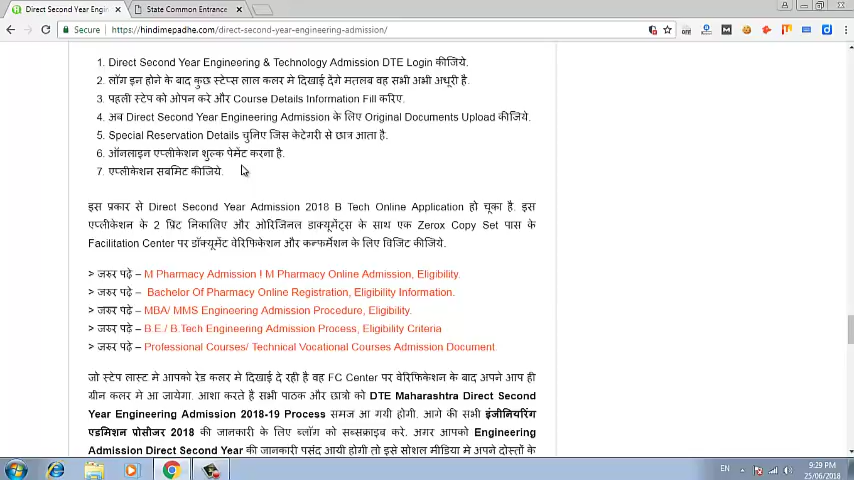 Direct Second Year Engin
State Common Entrance
Secure
https://hindimepadhe.com/direct-second-year-engineering-admission/
1. Direct Second Year Engineering & Technology Admission DTE Login कीजिये.
2. लॉग इन होने के बाद कुछ स्टेप्स लाल कलर मे दिखाई देगे मतलब वह सभी अभी अधूरी है.
3. पहली स्टेप को ओपन करे और Course Details Information Fill करिए.
4. अब Direct Second Year Engineering Admission के लिए Original Documents Upload कीजीये.
5. Special Reservation Details चुनिए जिस केटेगरी से छात्र आता है.
6. ऑनलाइन एप्लीकेशन शुल्क पेमेंट करना है.
7. एप्लीकेशन सबमिट कीजिये.
इस प्रकार से Direct Second Year Admission 2018 B Tech Online Application हो चूका है. इस
एप्लीकेशन के 2 प्रिंट निकालिए और ओरिजिनल डाक्यूमेंट्स के साथ एक Zerox Copy Set पास के
Facilitation Center पर डॉक्यूमेंट वेरिफिकेशन और कन्फर्मेशन के लिए विजिट कीजीये.
> जरुर पढ़े – M Pharmacy Admission ! M Pharmacy Online Admission, Eligibility.
> जरुर पढ़े – Bachelor Of Pharmacy Online Registration, Eligibility Information.
> जरुर पढ़े – MBA/ MMS Engineering Admission Procedure, Eligibility.
> जरुर पढ़े – B.E./ B.Tech Engineering Admission Process, Eligibility Criteria
> जरुर पढ़े – Professional Courses/ Technical Vocational Courses Admission Document.
जो स्टेप लास्ट मे आपको रेड कलर मे दिखाई दे रही है वह FC Center पर वेरिफिकेशन के बाद अपने आप ही
ग्रीन कलर मे आ जायेगा. आशा करते है सभी पाठक और छात्रो को DTE Maharashtra Direct Second
Year Engineering Admission 2018-19 Process समज आ गयी होगी. आगे की सभी इंजीनियरिंग
एडमिशन प्रोसीजर 2018 की जानकारी के लिए ब्लॉग को सब्सक्राइब करे. अगर आपको Engineering
Admission Direct Second Year की जानकारी पसंद आयी होगी तो इसे सोशल मीडिया मे अपने दोस्तों के
EN
9:29 PM
25/06/2018